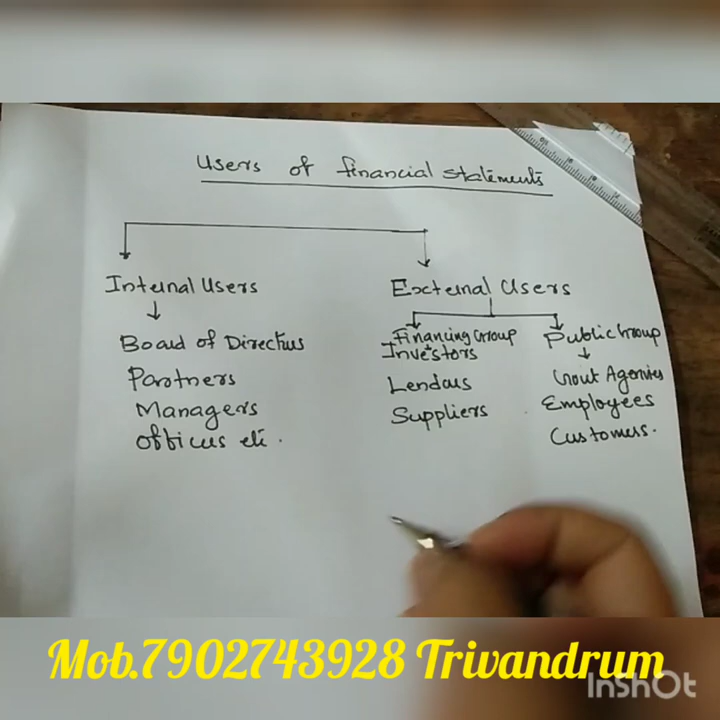 Users of financial statements
Internal Users
Board of Directors
Partners
Managers
Officers etc.
External Users
Financing Group
Investors
Lendars
Suppliers
Public Group
Govt Agencies
Employees
Customers.
Mob.7902743928 Trivandrum
InShOt